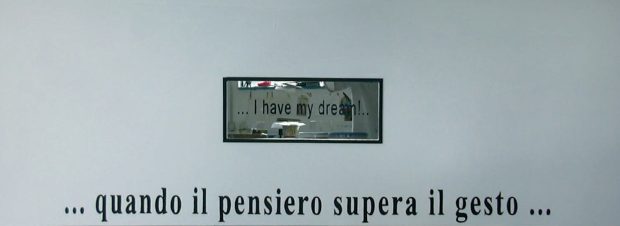 ... I have my dream!..
... quando il pensiero supera il gesto ...